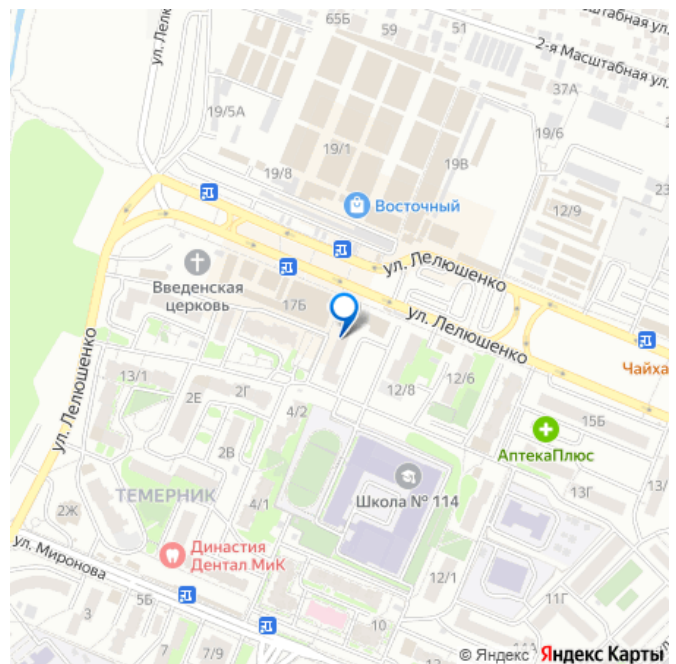 65Б
59
51
Масштабная ул.
2-я Масштабная ул.
ул. Лелюшенко
37А
19/5А
19/1
19В
19/6
19/8
12/9
Восточный
ул. Лелюшенко
Введенская
церковь
17Б
ул. Лелюшенко
Чайха
ул. Лелюшенко
13/1
2Е
2Г
4/2
12/8
12/6
15Б
АптекаПлюс
2В
ТЕМЕРНИК
4/1
Школа № 114
13Г
13/
2Ж
ул. Миронова
Династия
Дентал МиК
12/1
11Г
3
5Б
7
7/9
10
© Яндекс
Яндекс Карты